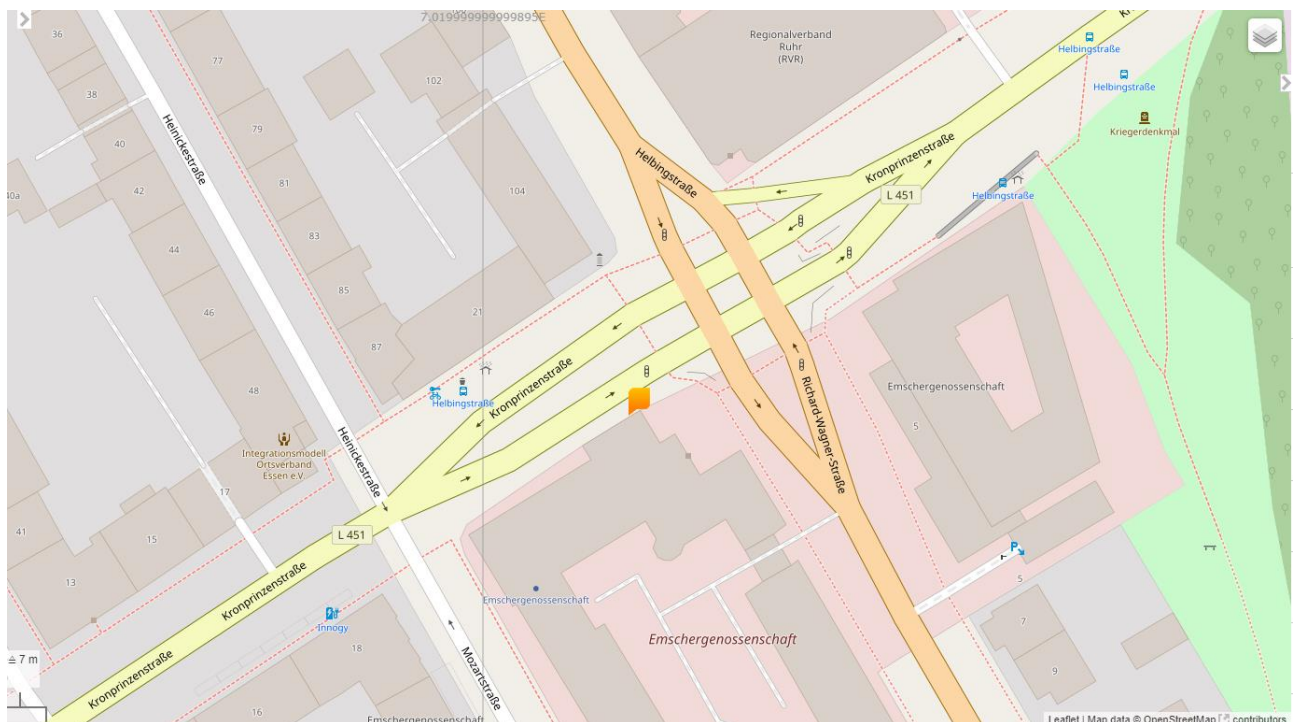 7.019999999999895E
36
77
38
79
40
Heinickestraße
81
42
40a
44
83
46
85
48
87
102
104
21
Helbingstraße
Regionalverband
Ruhr
(RVR)
Kronprinzenstraße
L 451
Helbingstraße
Helbingstraße
Kriegerdenkmal
Helbingstraße
Kronprinzenstraße
Helbingstraße
Heinickestraße
Integrationsmodell
Ortsverband
Essen e.V.
17
15
41
13
L 451
Kronprinzenstraße
Innogy
18
16
Kronprinzenstraße
Mozartstraße
Emschergenossenschaft
Emschergenossenschaft
Emschergenossenschaft
Richard-Wagner-Straße
Emschergenossenschaft
5
5
7
9
P
≙ 7 m
Leaflet | Map data © OpenStreetMap contributors